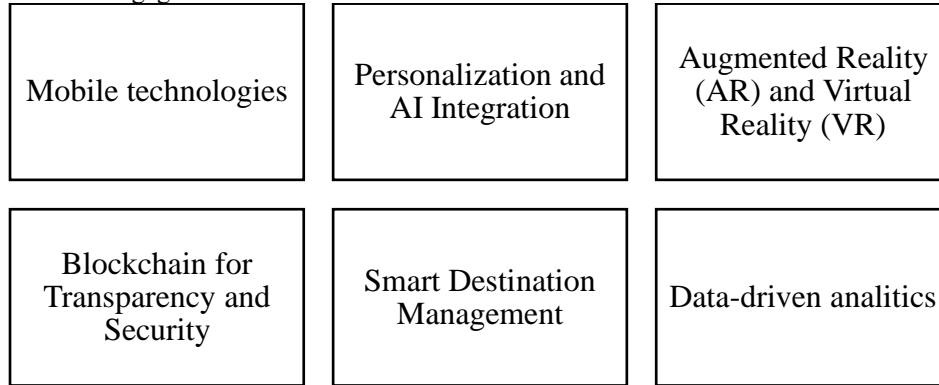 Mobile technologies
Personalization and
AI Integration
Augmented Reality
(AR) and Virtual
Reality (VR)
Blockchain for
Transparency and
Security
Smart Destination
Management
Data-driven analitics